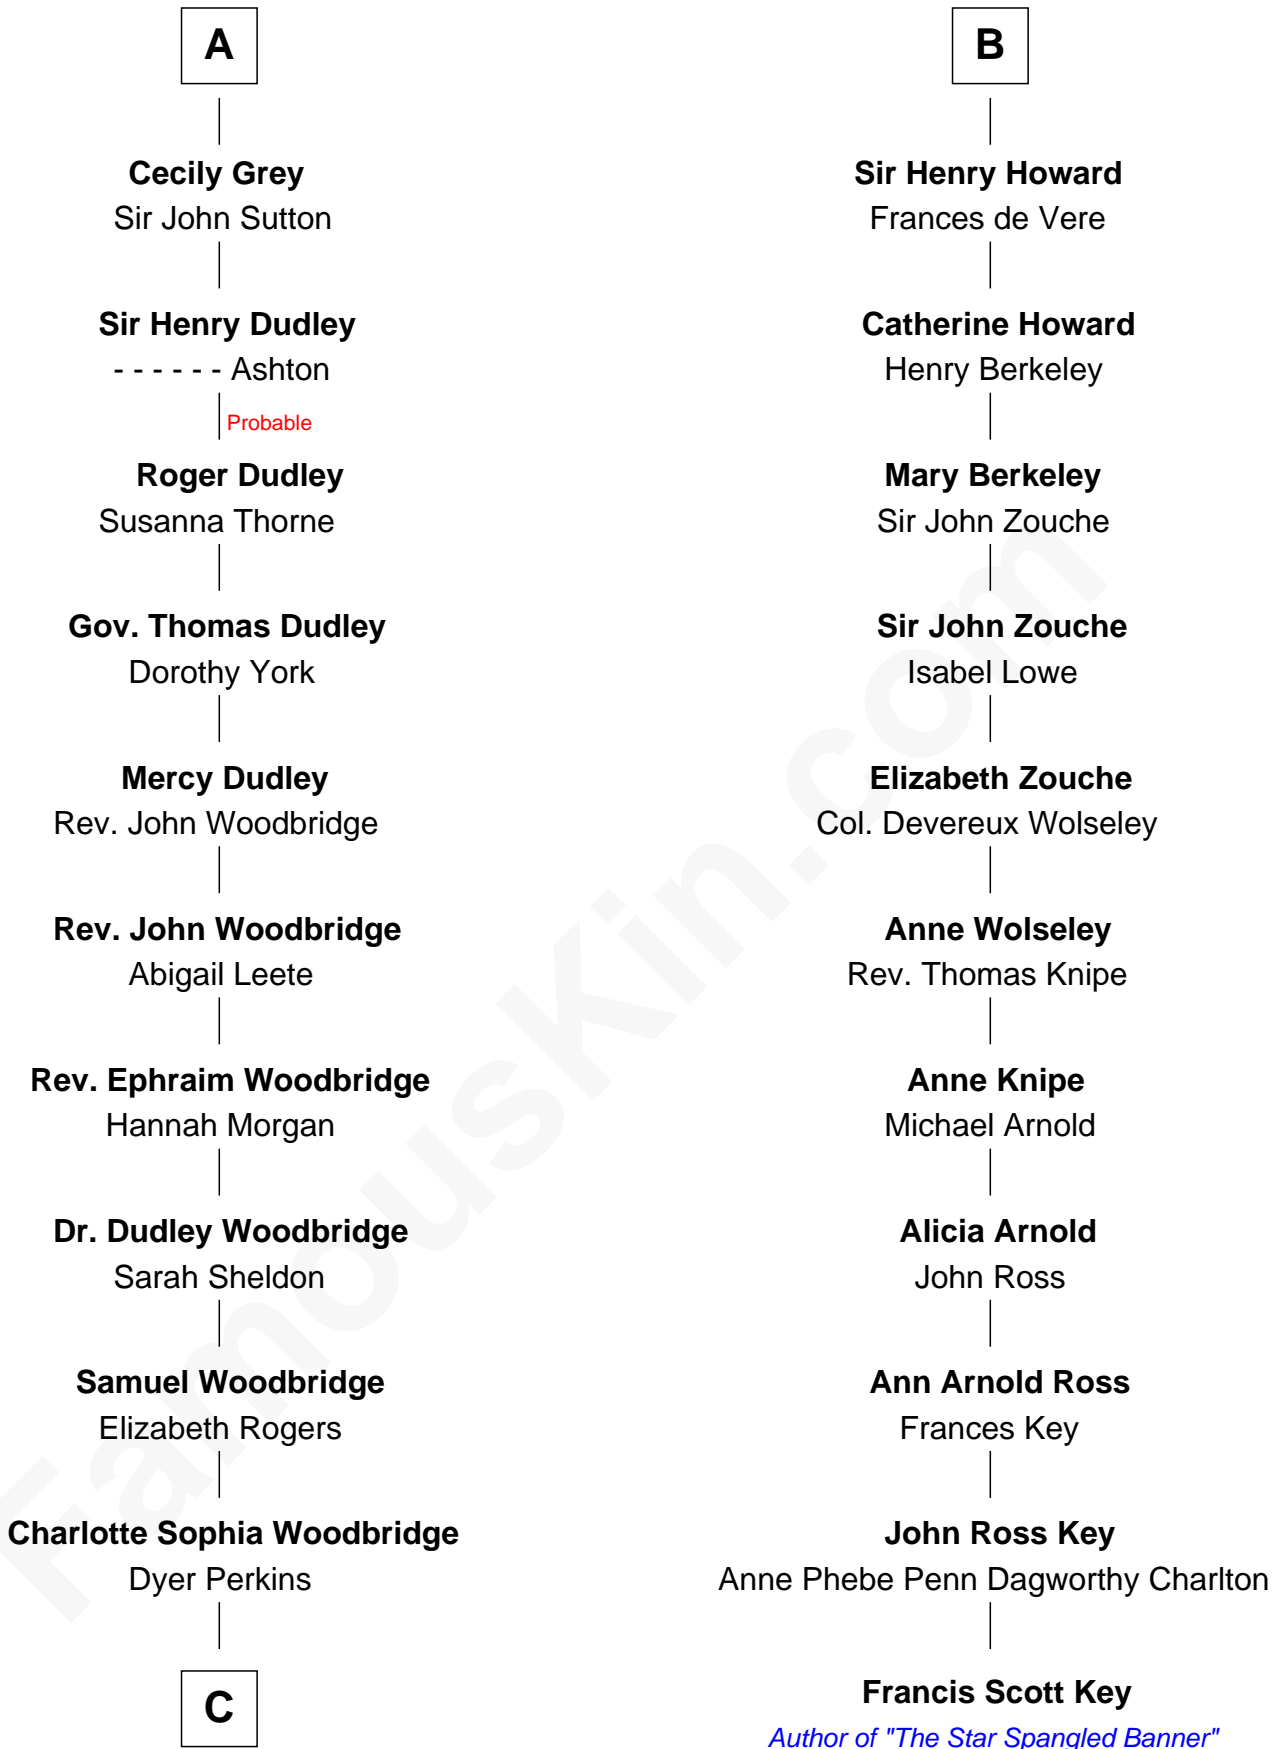 A
Cecily Grey
Sir John Sutton
Sir Henry Dudley
- - - - - - Ashton
Probable
Roger Dudley
Susanna Thorne
Gov. Thomas Dudley
Dorothy York
Mercy Dudley
Rev. John Woodbridge
Rev. John Woodbridge
Abigail Leete
Rev. Ephraim Woodbridge
Hannah Morgan
Dr. Dudley Woodbridge
Sarah Sheldon
Samuel Woodbridge
Elizabeth Rogers
Charlotte Sophia Woodbridge
Dyer Perkins
C
B
Sir Henry Howard
Frances de Vere
Catherine Howard
Henry Berkeley
Mary Berkeley
Sir John Zouche
Sir John Zouche
Isabel Lowe
Elizabeth Zouche
Col. Devereux Wolseley
Anne Wolseley
Rev. Thomas Knipe
Anne Knipe
Michael Arnold
Alicia Arnold
John Ross
Ann Arnold Ross
Frances Key
John Ross Key
Anne Phebe Penn Dagworthy Charlton
Francis Scott Key
Author of "The Star Spangled Banner"
FamousKin.com